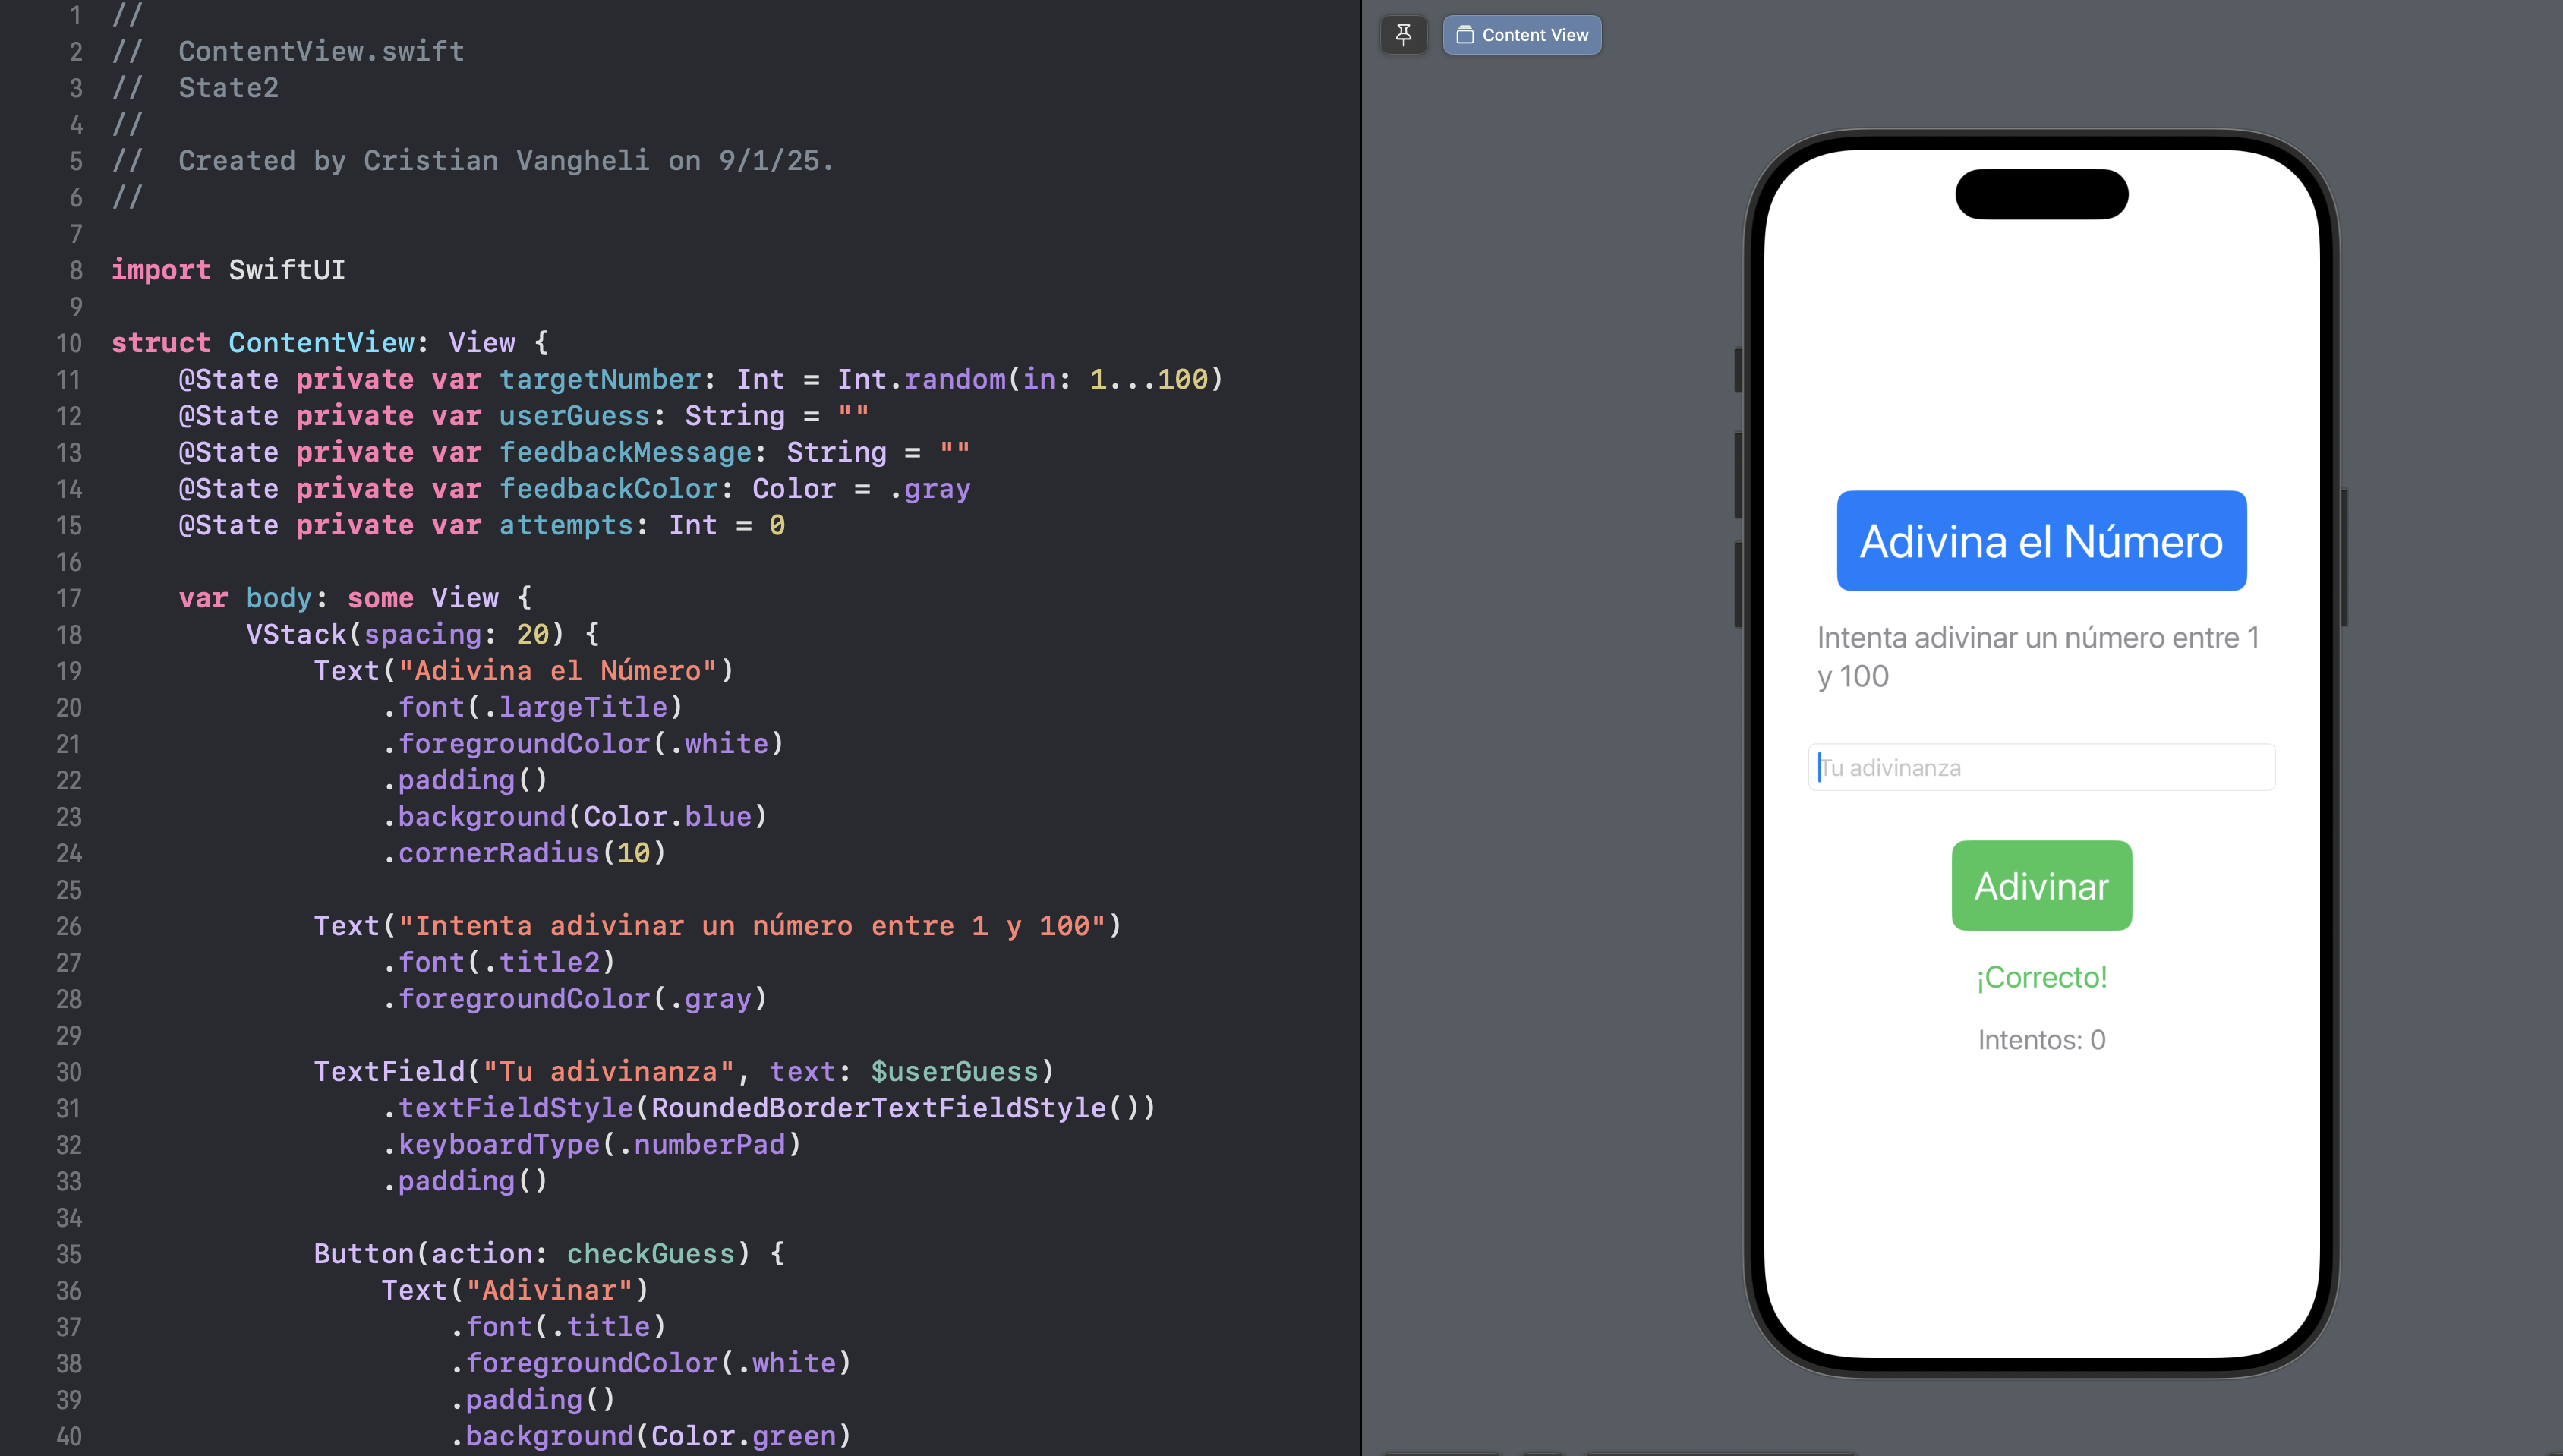 1 //
2 //  ContentView.swift
3 //  State2
4 //
5 //  Created by Cristian Vangheli on 9/1/25.
6 //
7
8 import SwiftUI
9
10 struct ContentView: View {
11     @State private var targetNumber: Int = Int.random(in: 1...100)
12     @State private var userGuess: String = ""
13     @State private var feedbackMessage: String = ""
14     @State private var feedbackColor: Color = .gray
15     @State private var attempts: Int = 0
16
17     var body: some View {
18         VStack(spacing: 20) {
19             Text("Adivina el Número")
20                 .font(.largeTitle)
21                 .foregroundColor(.white)
22                 .padding()
23                 .background(Color.blue)
24                 .cornerRadius(10)
25
26             Text("Intenta adivinar un número entre 1 y 100")
27                 .font(.title2)
28                 .foregroundColor(.gray)
29
30             TextField("Tu adivinanza", text: $userGuess)
31                 .textFieldStyle(RoundedBorderTextFieldStyle())
32                 .keyboardType(.numberPad)
33                 .padding()
34
35             Button(action: checkGuess) {
36                 Text("Adivinar")
37                     .font(.title)
38                     .foregroundColor(.white)
39                     .padding()
40                     .background(Color.green)
Content View
Adivina el Número
Intenta adivinar un número entre 1
y 100
Tu adivinanza
Adivinar
¡Correcto!
Intentos: 0